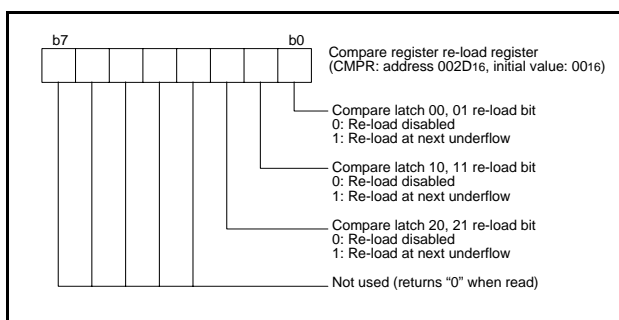 b7 b0
Compare register re-load register
(CMPR: address 002D16, initial value: 0016)
Compare latch 00, 01 re-load bit
0: Re-load disabled
1: Re-load at next underflow
Compare latch 10, 11 re-load bit
0: Re-load disabled
1: Re-load at next underflow
Compare latch 20, 21 re-load bit
0: Re-load disabled
1: Re-load at next underflow
Not used (returns “0” when read)